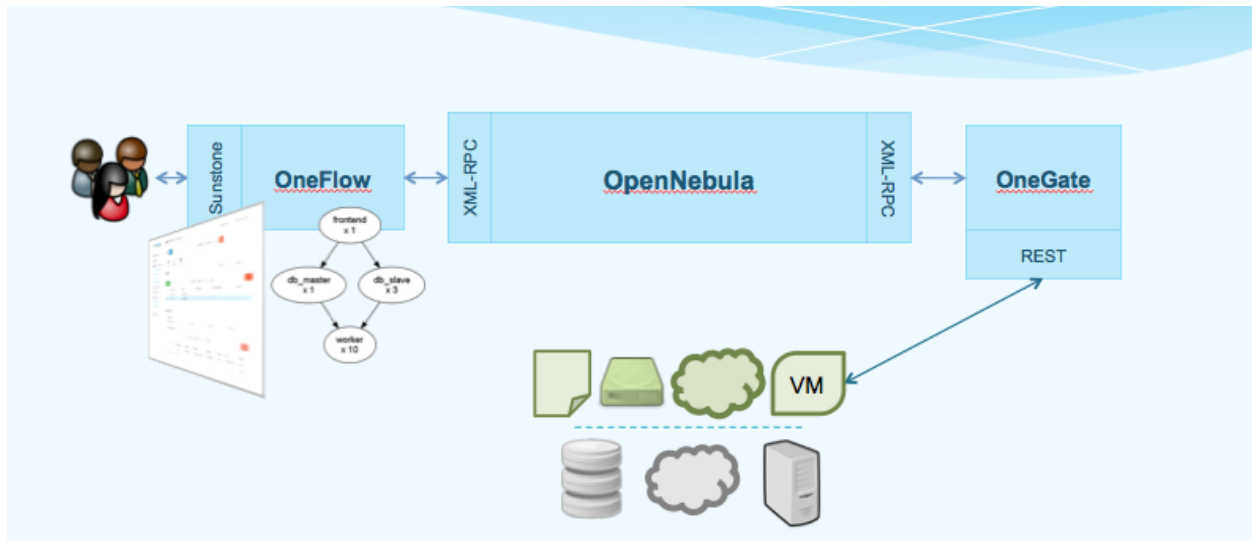 Sunstone
OneFlow
XML-RPC
OpenNebula
XML-RPC
OneGate
REST
frontend
x 1
db_master
x 1
db_slave
x 3
worker
x 10
VM